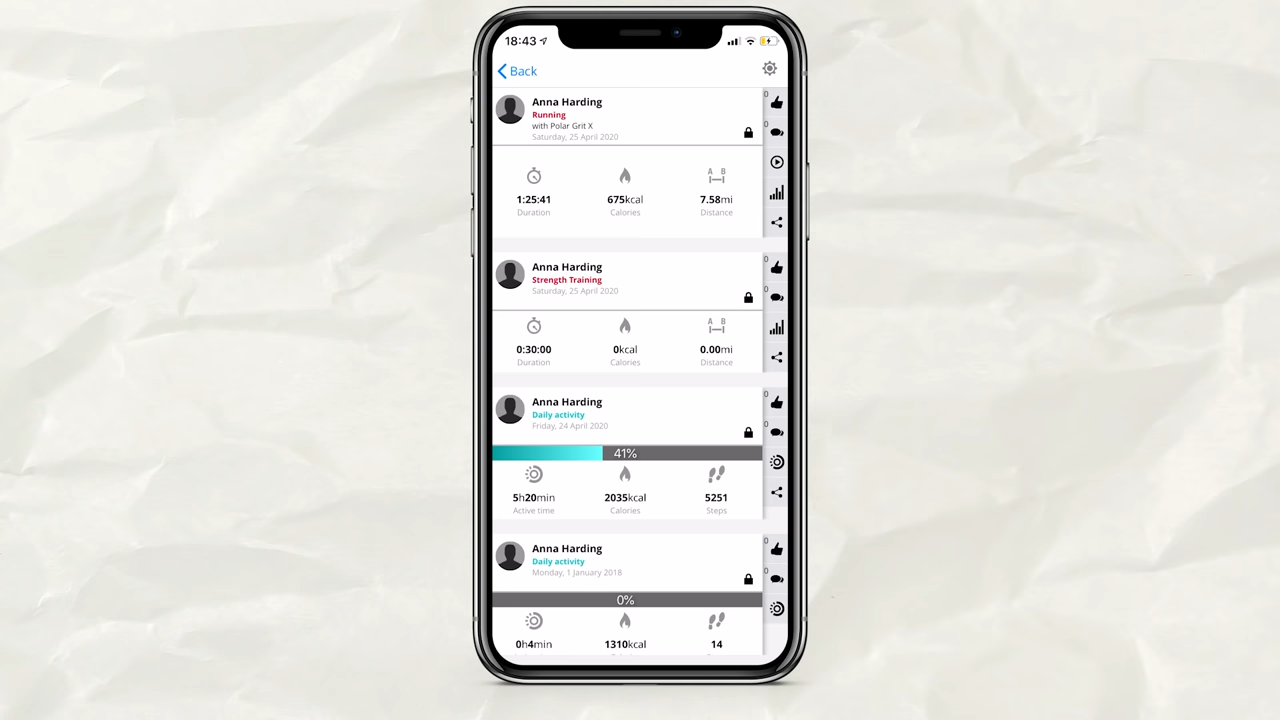 18:43
Back
Anna Harding
Running
with Polar Grit X
Saturday, 25 April 2020
0
0
A B
1:25:41 675kcal 7.58mi
Duration Calories Distance
Anna Harding
Strength Training
Saturday, 25 April 2020
0
0
A B
0:30:00 0kcal 0.00mi
Duration Calories Distance
Anna Harding
Daily activity
Friday, 24 April 2020
0
0
41%
5h20min 2035kcal 5251
Active time Calories Steps
Anna Harding
Daily activity
Monday, 1 January 2018
0
0
0%
0h4min 1310kcal 14